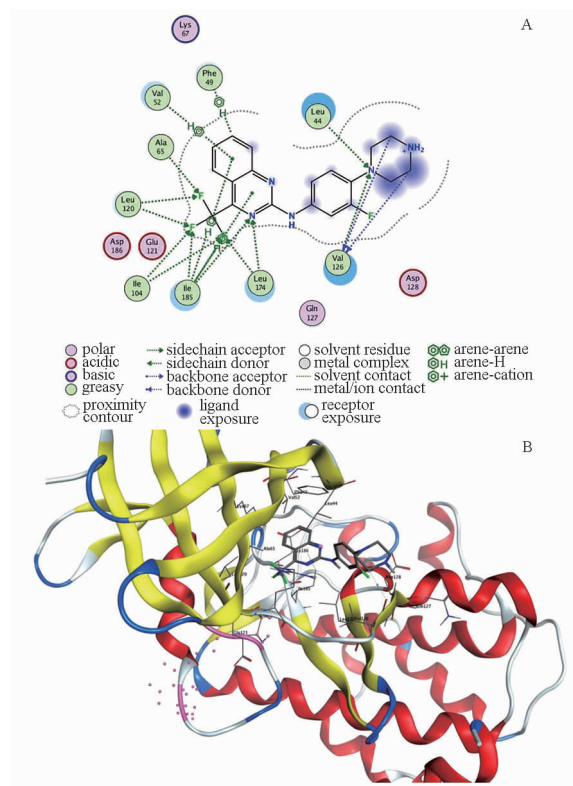 A
Lys
67
Phe
49
Val
52
H
H
Leu
44
Ala
65
N
NH₂
+
N
F
Leu
120
N
N
H
F
F
Asp
186
Glu
121
H
H
Val
126
Ile
104
Ile
185
Leu
174
Asp
128
Gln
127
polar sidechain acceptor solvent residue arene-arene
acidic sidechain donor metal complex H arene-H
basic backbone acceptor solvent contact + arene-cation
greasy backbone donor metal/ion contact
proximity contour ligand exposure receptor exposure
B
Val52
Leu44
Ala65